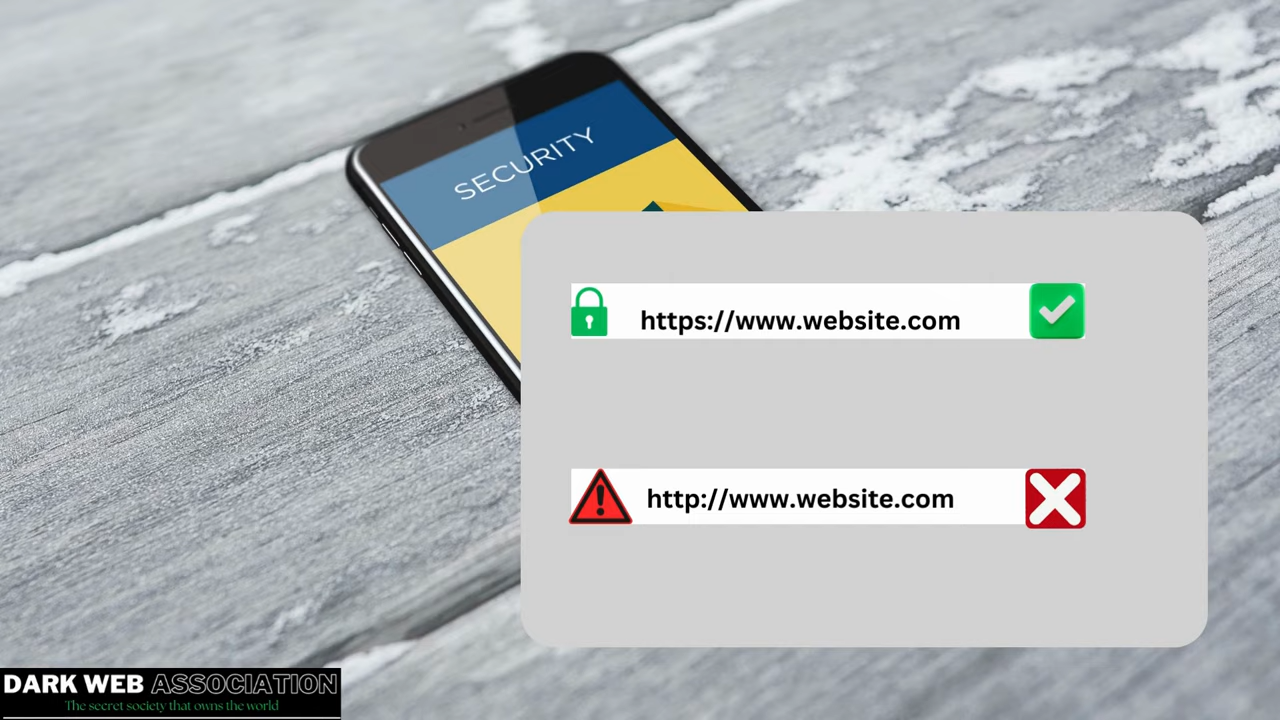 SECURITY
https://www.website.com
http://www.website.com
DARK WEB ASSOCIATION
The secret society that owns the world